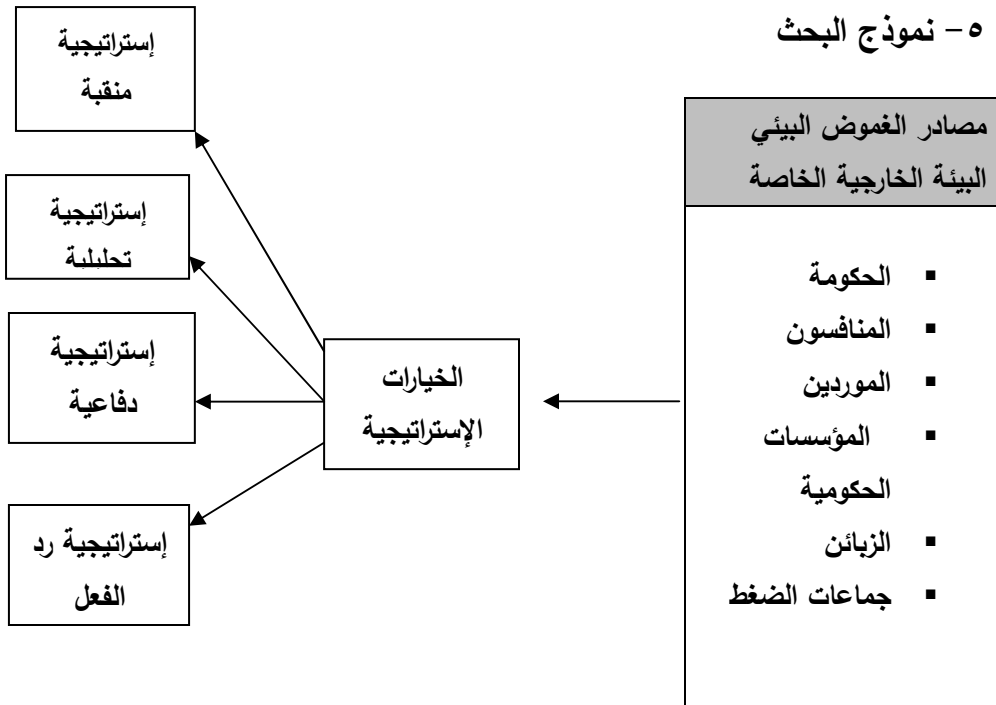 ٥- نموذج البحث
مصادر الغموض البيئي
البيئة الخارجية الخاصة
▪ الحكومة
▪ المنافسون
▪ الموردين
▪ المؤسسات
الحكومية
▪ الزبائن
▪ جماعات الضغط
الخيارات
الإستراتيجية
إستراتيجية
منقبة
إستراتيجية
تحليلية
إستراتيجية
دفاعية
إستراتيجية رد
الفعل